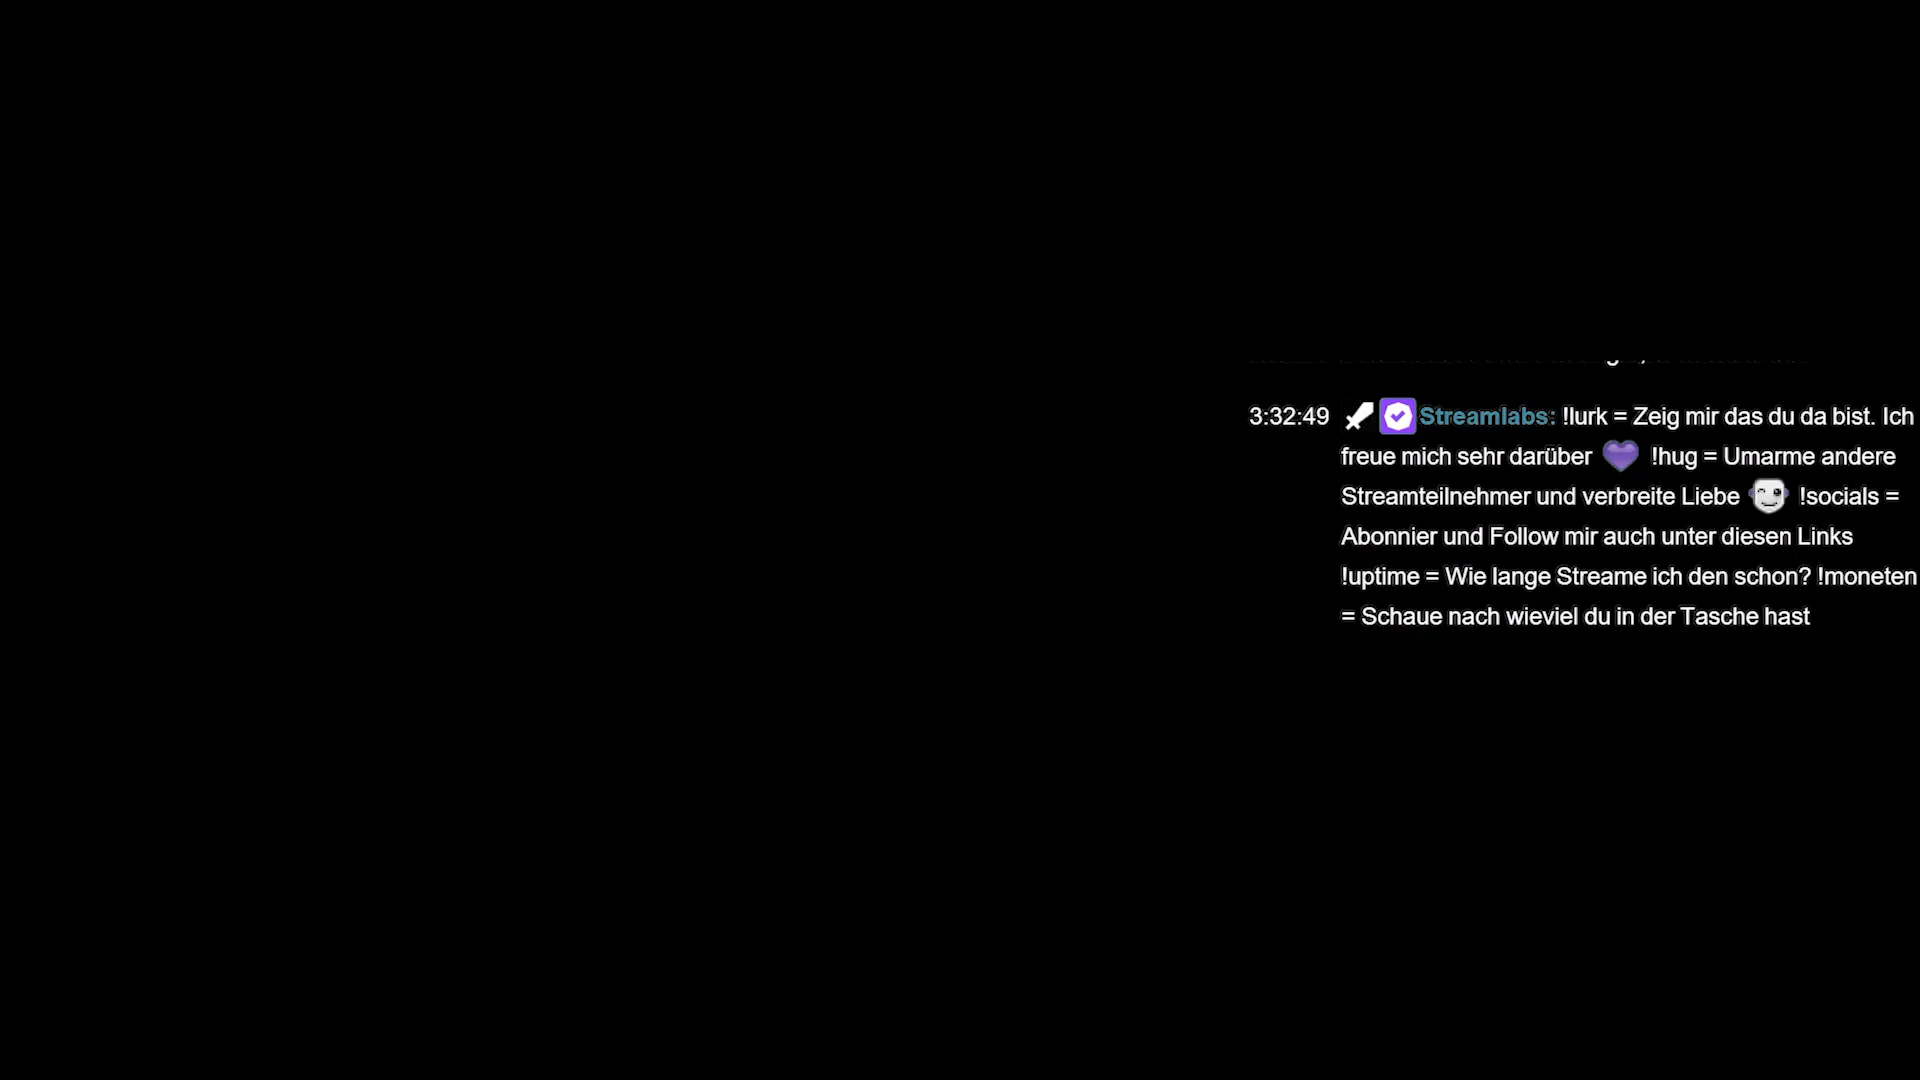 3:32:49 Streamlabs: !lurk = Zeig mir das du da bist. Ich
freue mich sehr darüber !hug = Umarme andere
Streamteilnehmer und verbreite Liebe !socials =
Abonnier und Follow mir auch unter diesen Links
!uptime = Wie lange Streame ich den schon? !moneten
= Schaue nach wieviel du in der Tasche hast